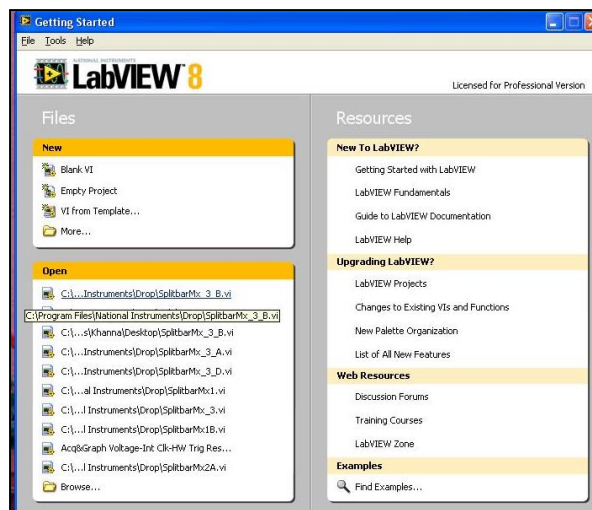 Getting Started
File Tools Help
NATIONAL INSTRUMENTS
LabVIEW 8
Licensed for Professional Version
Files
New
Blank VI
Empty Project
VI from Template...
More...
Open
C:\...Instruments\Drop\SplitbarMx_3_B.vi
C:\Program Files\National Instruments\Drop\SplitbarMx_3_B.vi
C:\...s\Khanna\Desktop\SplitbarMx_3_B.vi
C:\...Instruments\Drop\SplitbarMx_3_A.vi
C:\...Instruments\Drop\SplitbarMx_3_D.vi
C:\...al Instruments\Drop\SplitbarMx1.vi
C:\...l Instruments\Drop\SplitbarMx_3.vi
C:\...l Instruments\Drop\SplitbarMx1B.vi
Acq&Graph Voltage-Int Clk-HW Trig Res...
C:\...l Instruments\Drop\SplitbarMx2A.vi
Browse...
Resources
New To LabVIEW?
Getting Started with LabVIEW
LabVIEW Fundamentals
Guide to LabVIEW Documentation
LabVIEW Help
Upgrading LabVIEW?
LabVIEW Projects
Changes to Existing VIs and Functions
New Palette Organization
List of All New Features
Web Resources
Discussion Forums
Training Courses
LabVIEW Zone
Examples
Find Examples...